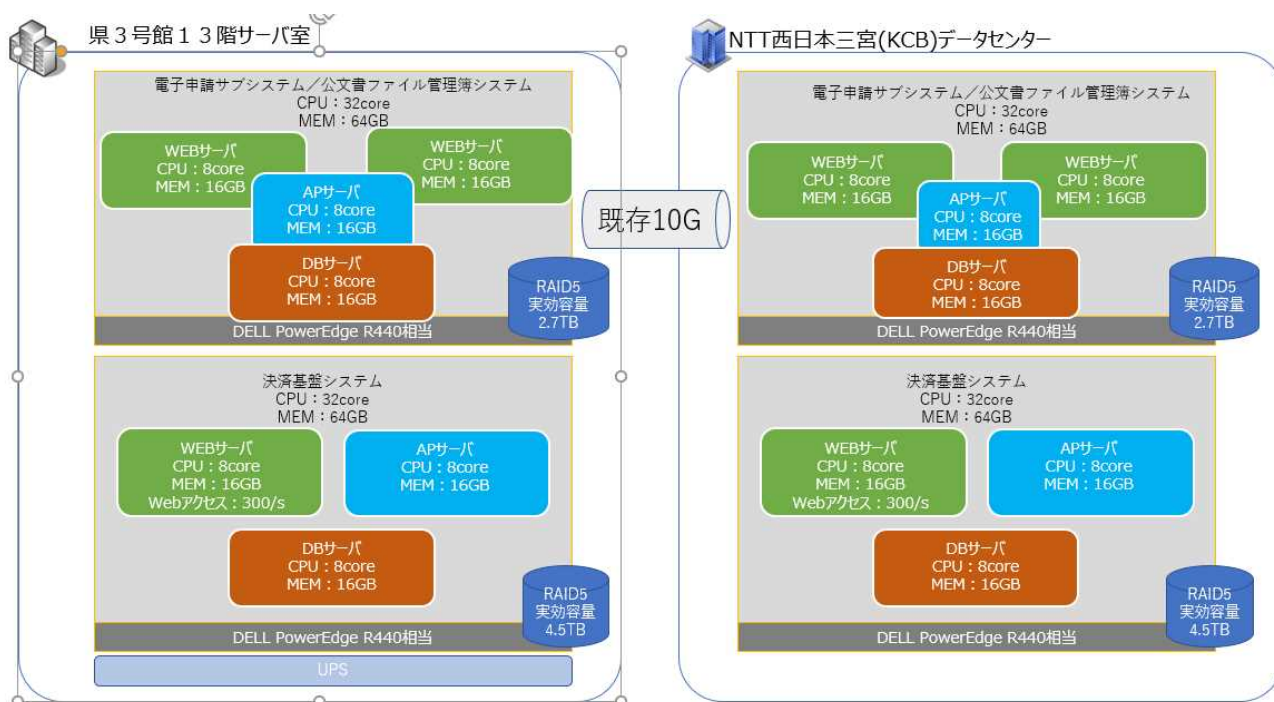 県３号館１３階サーバ室
電子申請サブシステム／公文書ファイル管理簿システム
CPU：32core
MEM：64GB
WEBサーバ
CPU：8core
MEM：16GB
WEBサーバ
CPU：8core
MEM：16GB
APサーバ
CPU：8core
MEM：16GB
DBサーバ
CPU：8core
MEM：16GB
RAID5
実効容量
2.7TB
DELL PowerEdge R440相当
決済基盤システム
CPU：32core
MEM：64GB
WEBサーバ
CPU：8core
MEM：16GB
Webアクセス：300/s
APサーバ
CPU：8core
MEM：16GB
DBサーバ
CPU：8core
MEM：16GB
RAID5
実効容量
4.5TB
DELL PowerEdge R440相当
UPS
既存10G
NTT西日本三宮(KCB)データセンター
電子申請サブシステム／公文書ファイル管理簿システム
CPU：32core
MEM：64GB
WEBサーバ
CPU：8core
MEM：16GB
WEBサーバ
CPU：8core
MEM：16GB
APサーバ
CPU：8core
MEM：16GB
DBサーバ
CPU：8core
MEM：16GB
RAID5
実効容量
2.7TB
DELL PowerEdge R440相当
決済基盤システム
CPU：32core
MEM：64GB
WEBサーバ
CPU：8core
MEM：16GB
Webアクセス：300/s
APサーバ
CPU：8core
MEM：16GB
DBサーバ
CPU：8core
MEM：16GB
RAID5
実効容量
4.5TB
DELL PowerEdge R440相当